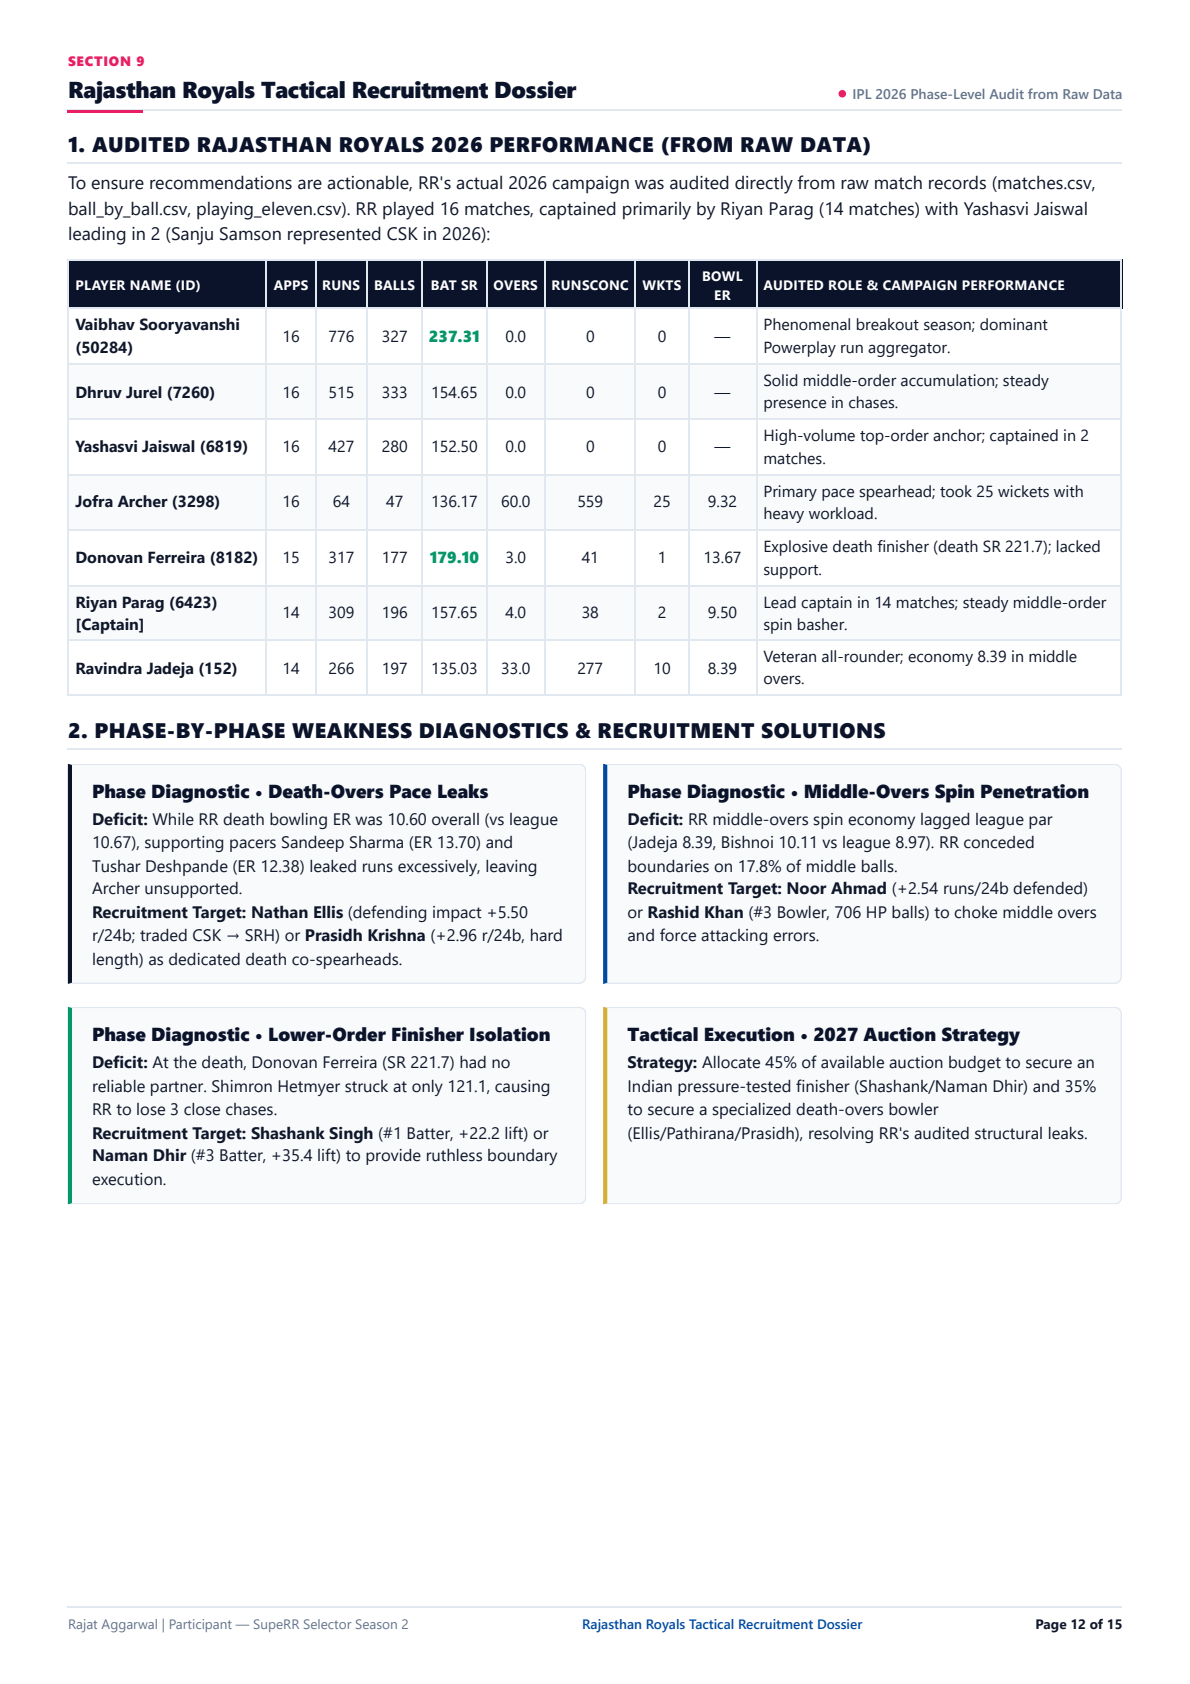 SECTION 9
Rajasthan Royals Tactical Recruitment Dossier
● IPL 2026 Phase-Level Audit from Raw Data
1. AUDITED RAJASTHAN ROYALS 2026 PERFORMANCE (FROM RAW DATA)
To ensure recommendations are actionable, RR's actual 2026 campaign was audited directly from raw match records (matches.csv,
ball_by_ball.csv, playing_eleven.csv). RR played 16 matches, captained primarily by Riyan Parag (14 matches) with Yashasvi Jaiswal
leading in 2 (Sanju Samson represented CSK in 2026):
PLAYER NAME (ID) APPS RUNS BALLS BAT SR OVERS RUNSCONC WKTS BOWL ER AUDITED ROLE & CAMPAIGN PERFORMANCE
Vaibhav Sooryavanshi (50284) 16 776 327 237.31 0.0 0 0 — Phenomenal breakout season; dominant Powerplay run aggregator.
Dhruv Jurel (7260) 16 515 333 154.65 0.0 0 0 — Solid middle-order accumulation; steady presence in chases.
Yashasvi Jaiswal (6819) 16 427 280 152.50 0.0 0 0 — High-volume top-order anchor; captained in 2 matches.
Jofra Archer (3298) 16 64 47 136.17 60.0 559 25 9.32 Primary pace spearhead; took 25 wickets with heavy workload.
Donovan Ferreira (8182) 15 317 177 179.10 3.0 41 1 13.67 Explosive death finisher (death SR 221.7); lacked support.
Riyan Parag (6423) [Captain] 14 309 196 157.65 4.0 38 2 9.50 Lead captain in 14 matches; steady middle-order spin basher.
Ravindra Jadeja (152) 14 266 197 135.03 33.0 277 10 8.39 Veteran all-rounder; economy 8.39 in middle overs.
2. PHASE-BY-PHASE WEAKNESS DIAGNOSTICS & RECRUITMENT SOLUTIONS
Phase Diagnostic • Death-Overs Pace Leaks
Deficit: While RR death bowling ER was 10.60 overall (vs league
10.67), supporting pacers Sandeep Sharma (ER 13.70) and
Tushar Deshpande (ER 12.38) leaked runs excessively, leaving
Archer unsupported.
Recruitment Target: Nathan Ellis (defending impact +5.50
r/24b; traded CSK → SRH) or Prasidh Krishna (+2.96 r/24b, hard
length) as dedicated death co-spearheads.
Phase Diagnostic • Middle-Overs Spin Penetration
Deficit: RR middle-overs spin economy lagged league par
(Jadeja 8.39, Bishnoi 10.11 vs league 8.97). RR conceded
boundaries on 17.8% of middle balls.
Recruitment Target: Noor Ahmad (+2.54 runs/24b defended)
or Rashid Khan (#3 Bowler, 706 HP balls) to choke middle overs
and force attacking errors.
Phase Diagnostic • Lower-Order Finisher Isolation
Deficit: At the death, Donovan Ferreira (SR 221.7) had no
reliable partner. Shimron Hetmyer struck at only 121.1, causing
RR to lose 3 close chases.
Recruitment Target: Shashank Singh (#1 Batter, +22.2 lift) or
Naman Dhir (#3 Batter, +35.4 lift) to provide ruthless boundary
execution.
Tactical Execution • 2027 Auction Strategy
Strategy: Allocate 45% of available auction budget to secure an
Indian pressure-tested finisher (Shashank/Naman Dhir) and 35%
to secure a specialized death-overs bowler
(Ellis/Pathirana/Prasidh), resolving RR's audited structural leaks.
Rajat Aggarwal | Participant — SupeRR Selector Season 2
Rajasthan Royals Tactical Recruitment Dossier
Page 12 of 15